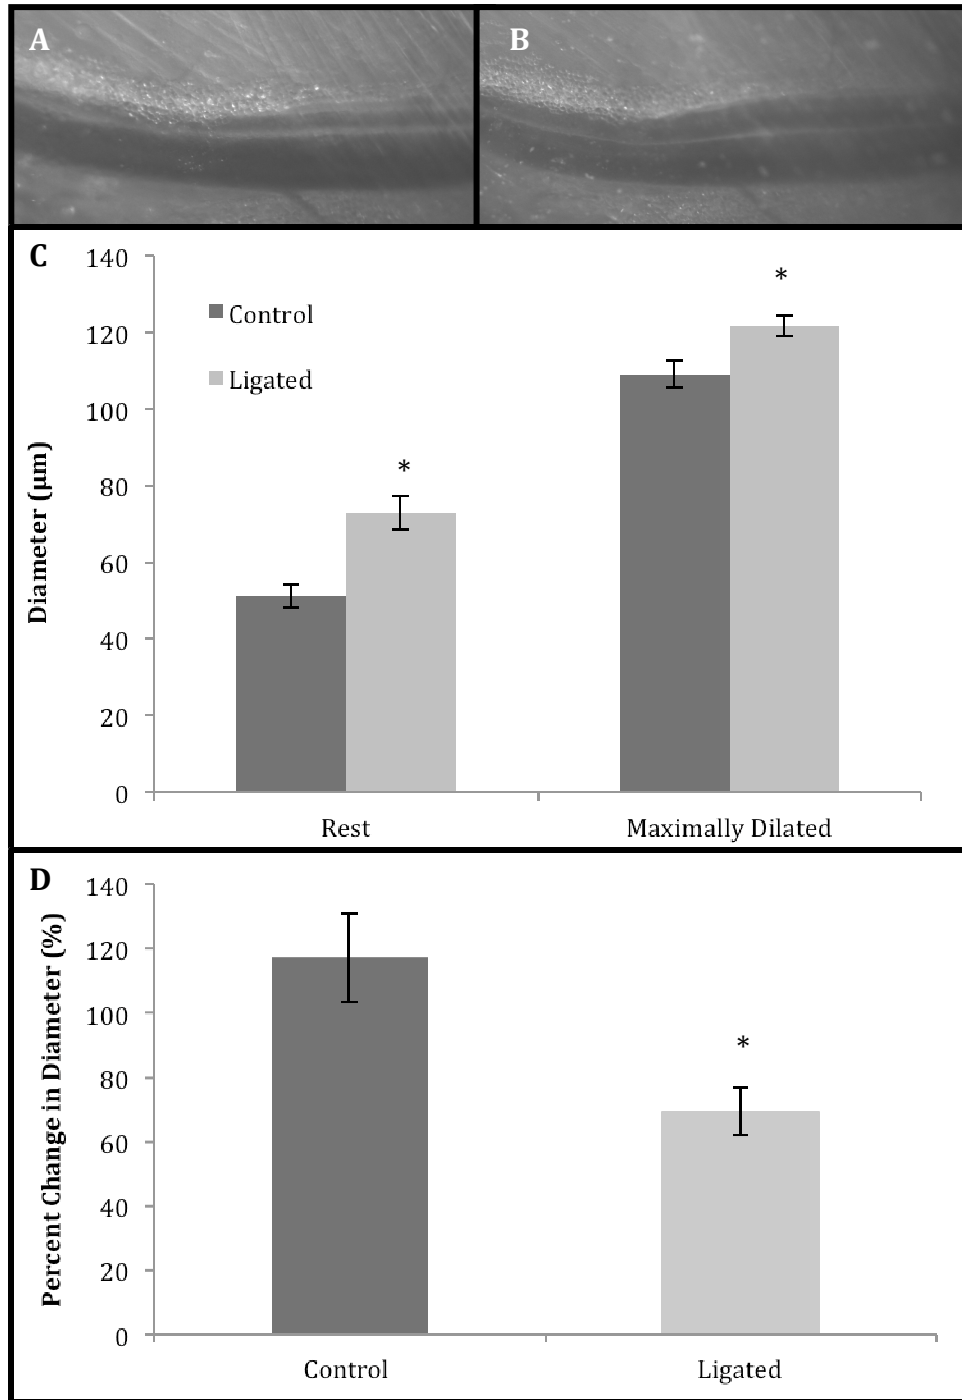 A
B
C
140
120
100
80
60
40
20
0
Diameter (µm)
Control
Ligated
*
*
Rest
Maximally Dilated
D
140
120
100
80
60
40
20
0
Percent Change in Diameter (%)
*
Control
Ligated